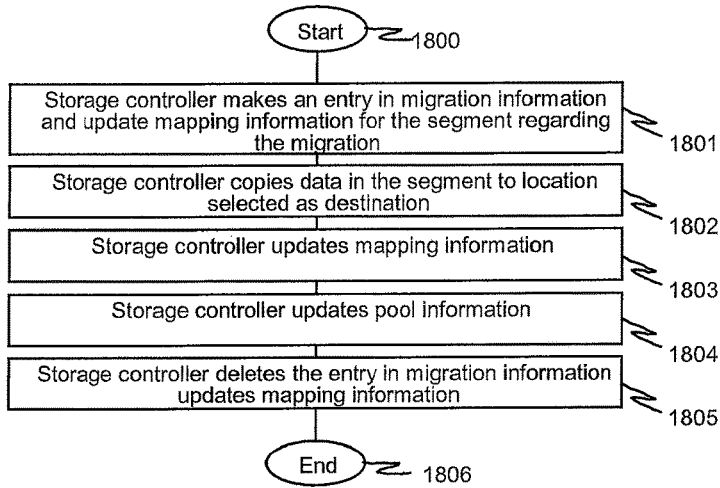 Start
1800
Storage controller makes an entry in migration information
and update mapping information for the segment regarding
the migration
1801
Storage controller copies data in the segment to location
selected as destination
1802
Storage controller updates mapping information
1803
Storage controller updates pool information
1804
Storage controller deletes the entry in migration information
updates mapping information
1805
End
1806